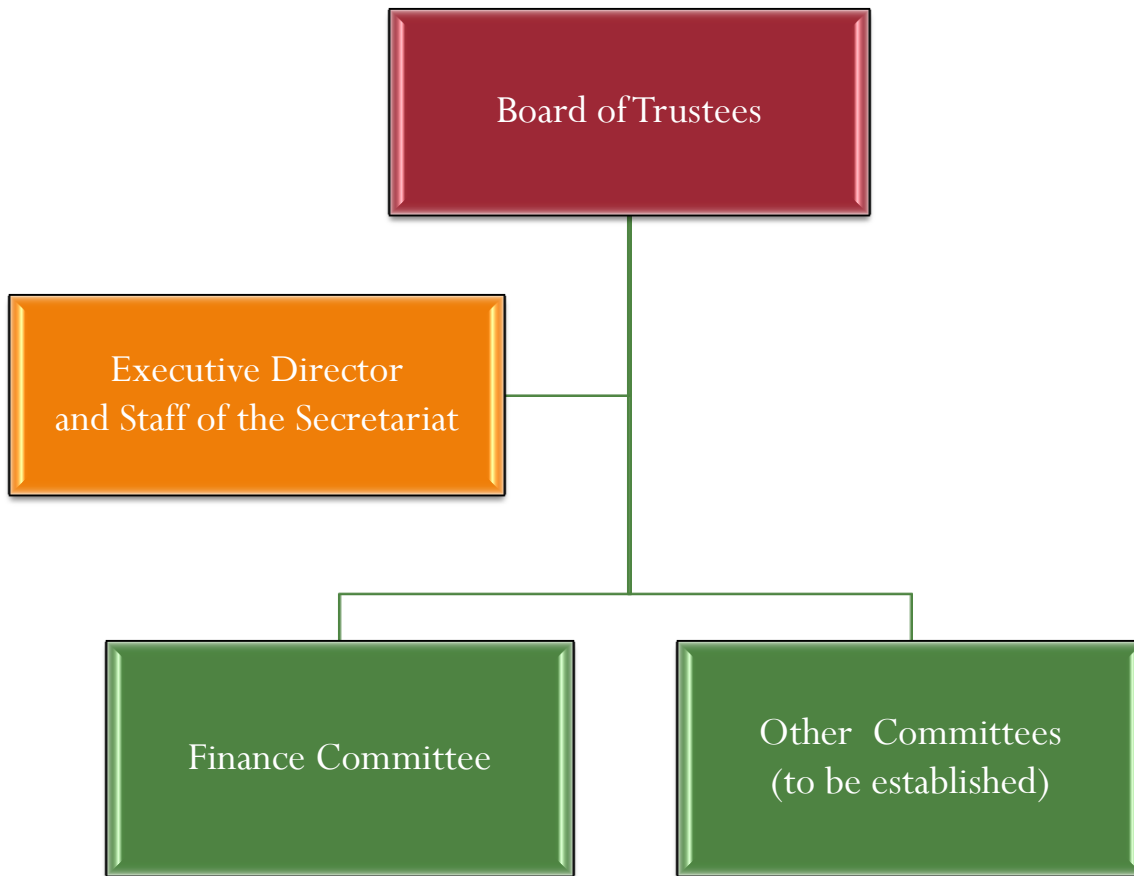 Board of Trustees
Executive Director
and Staff of the Secretariat
Finance Committee
Other Committees
(to be established)